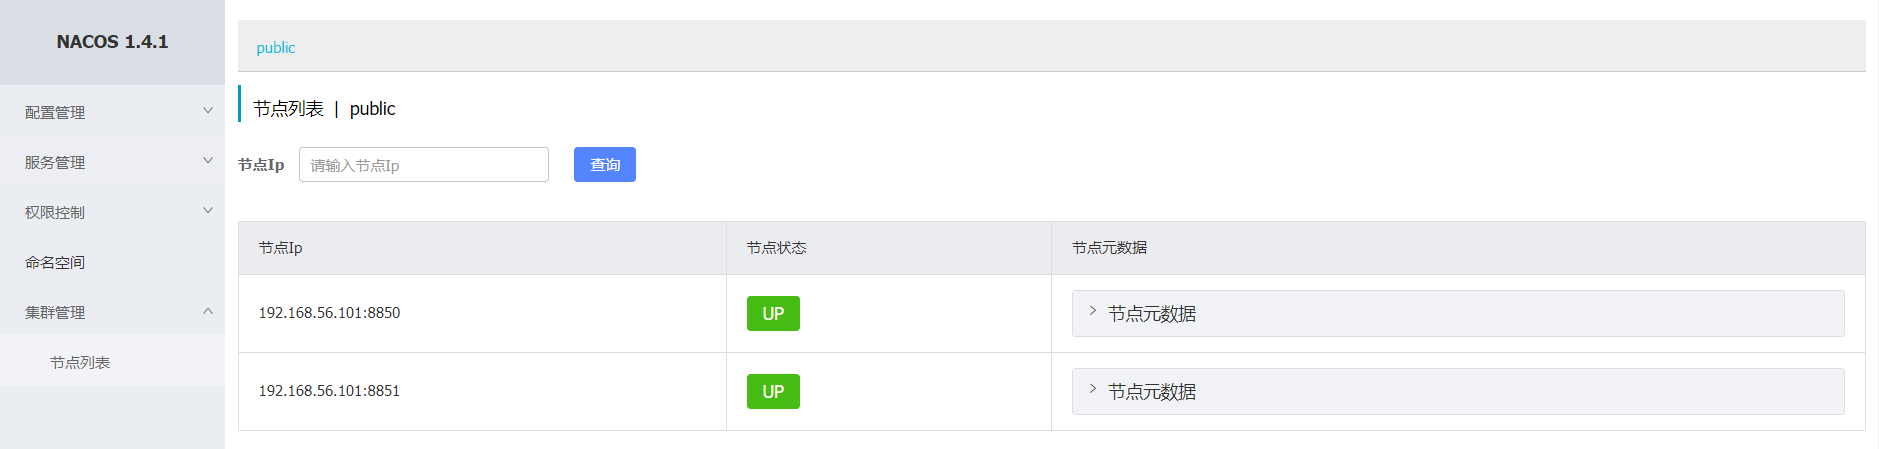 NACOS 1.4.1
配置管理
服务管理
权限控制
命名空间
集群管理
节点列表
public
节点列表 | public
节点Ip 请输入节点Ip 查询
节点Ip 节点状态 节点元数据
192.168.56.101:8850 UP 节点元数据
192.168.56.101:8851 UP 节点元数据